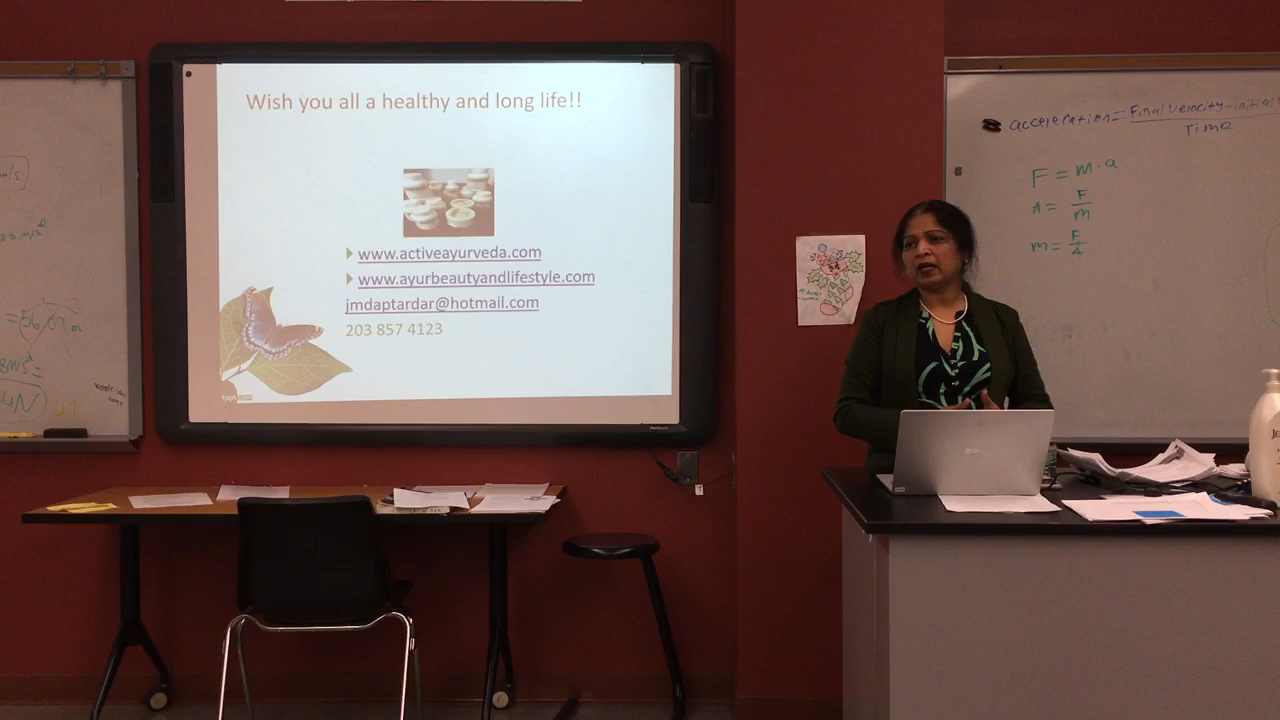 Wish you all a healthy and long life!!
www.activeayurveda.com
www.ayurbeautyandlifestyle.com
jmdaptardar@hotmail.com
203 857 4123
acceleration = Final velocity - initial
Time
F = m · a
A = F/m
m = F/A